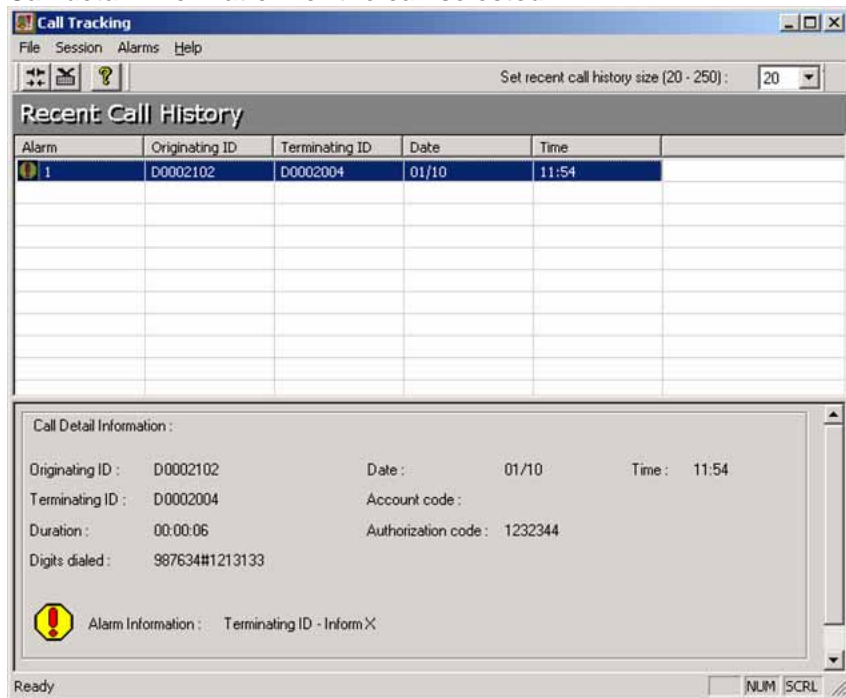 Call Tracking
File Session Alarms Help
Set recent call history size (20 - 250) : 20
Recent Call History
Alarm Originating ID Terminating ID Date Time
1 D0002102 D0002004 01/10 11:54
Call Detail Information :
Originating ID : D0002102 Date : 01/10 Time : 11:54
Terminating ID : D0002004 Account code :
Duration : 00:00:06 Authorization code : 1232344
Digits dialed : 987634#1213133
Alarm Information : Terminating ID - Inform X
Ready NUM SCRL